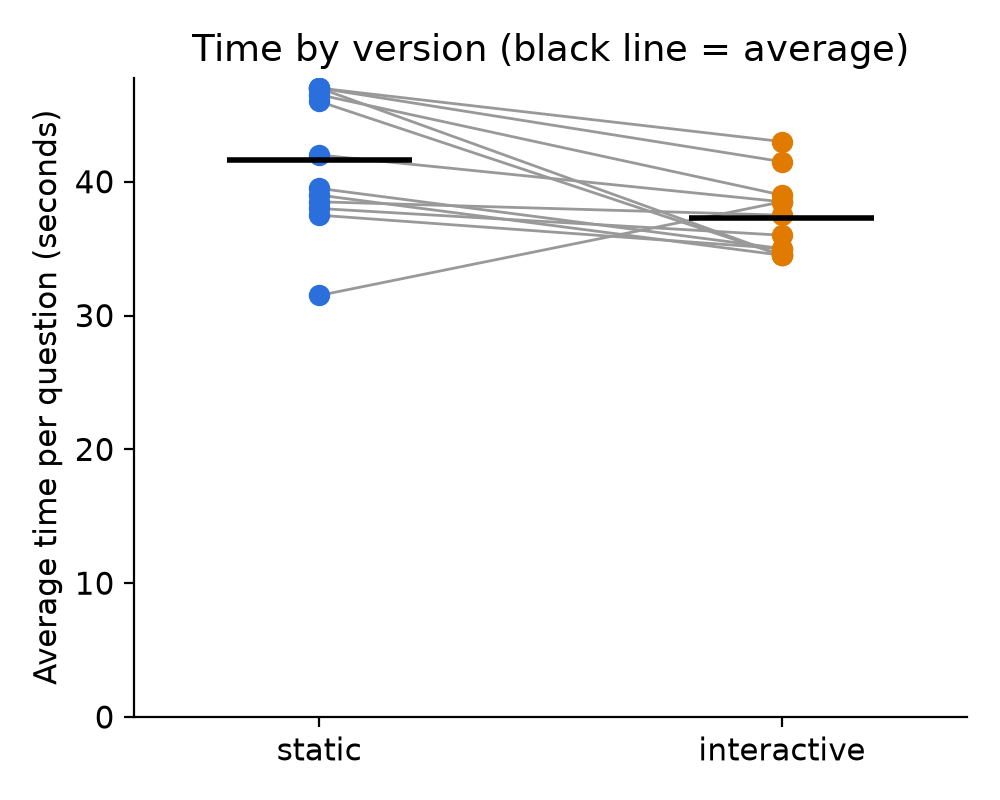 Time by version (black line = average)
Average time per question (seconds)
40
30
20
10
0
static
interactive